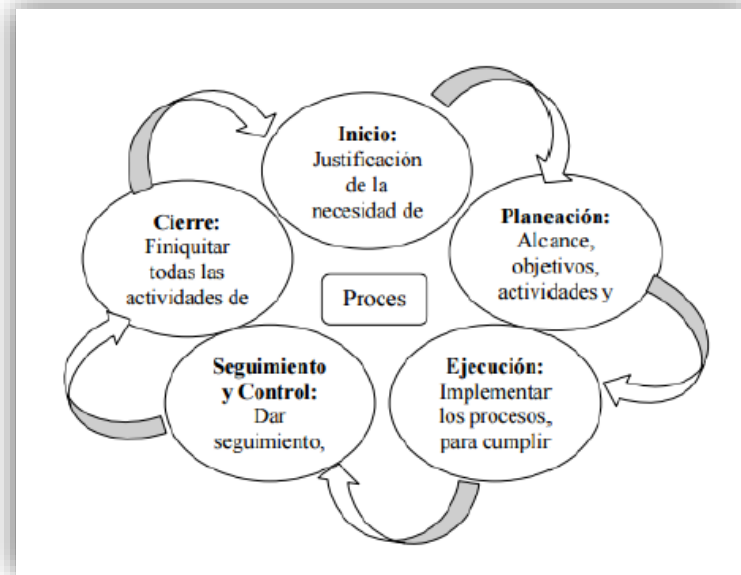 Inicio:
Justificación
de la
necesidad de
Planeación:
Alcance,
objetivos,
actividades y
Ejecución:
Implementar
los procesos,
para cumplir
Seguimiento
y Control:
Dar
seguimiento,
Cierre:
Finiquitar
todas las
actividades de
Proces